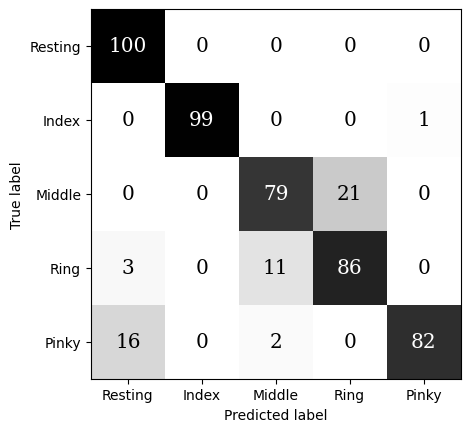 True label
Resting 100 0 0 0 0
Index 0 99 0 0 1
Middle 0 0 79 21 0
Ring 3 0 11 86 0
Pinky 16 0 2 0 82
Resting Index Middle Ring Pinky
Predicted label